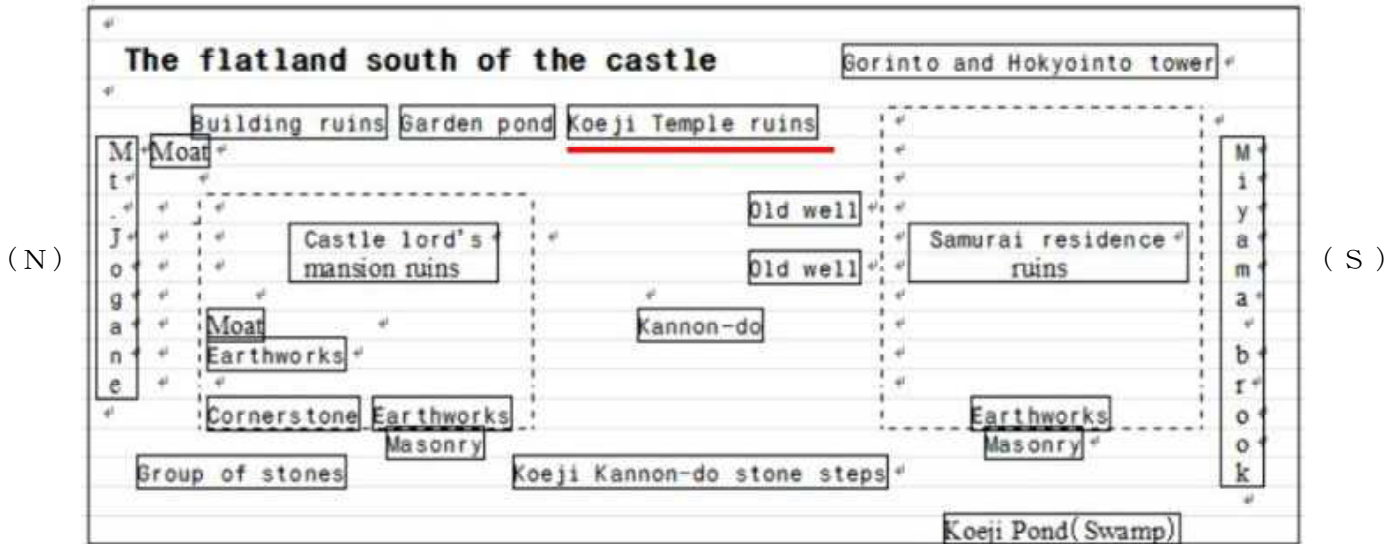 The flatland south of the castle
Gorinto and Hokyointo tower
Building ruins
Garden pond
Koeji Temple ruins
Mt.Jogane
Moat
Old well
Castle lord's
mansion ruins
Samurai residence
ruins
Miyama brook
(N)
(S)
Old well
Moat
Kannon-do
Earthworks
Cornerstone
Earthworks
Masonry
Earthworks
Masonry
Group of stones
Koeji Kannon-do stone steps
Koeji Pond(Swamp)